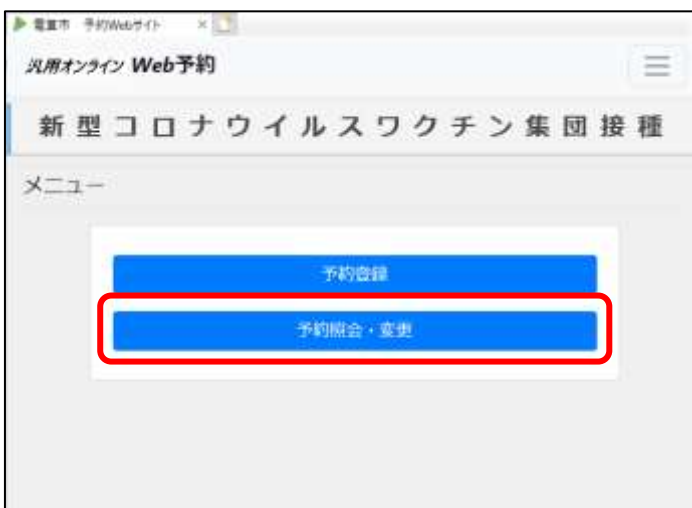 予約Webサイト ×
汎用オンライン Web予約
新型コロナウイルスワクチン集団接種
メニュー
予約登録
予約照会・変更